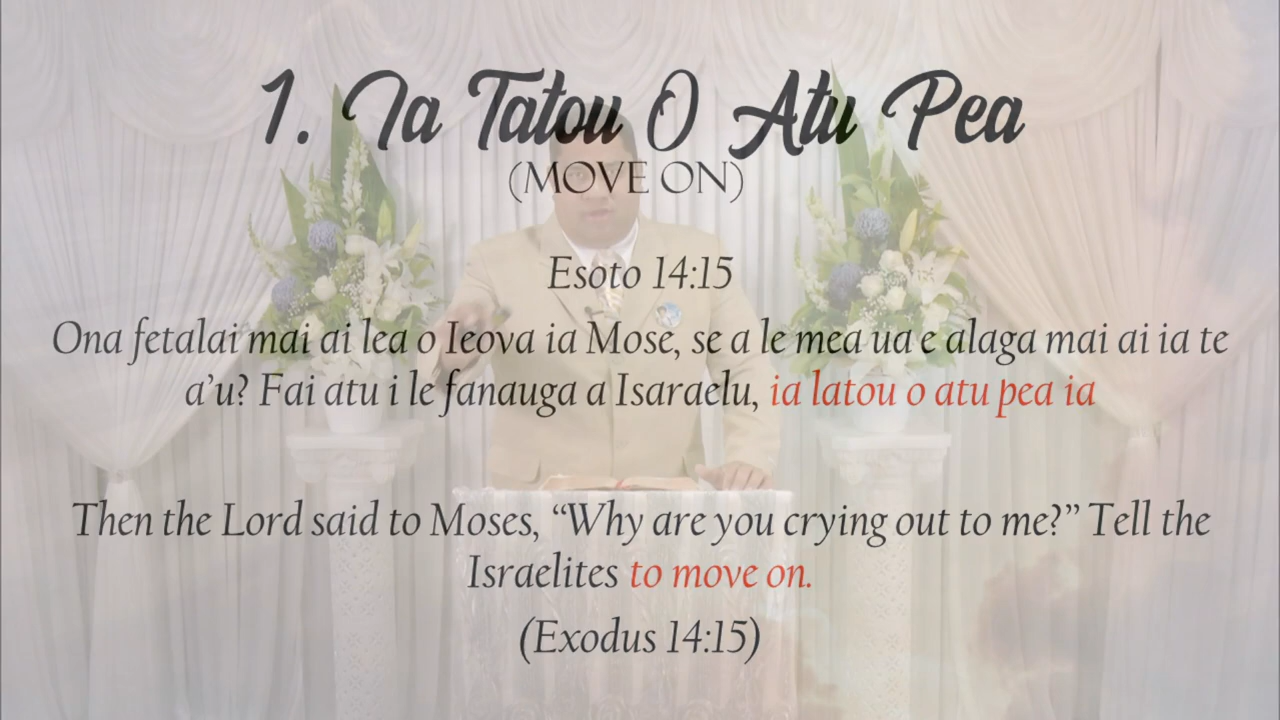 1. Ia Tatou O Atu Pea
(MOVE ON)
Esoto 14:15
Ona fetalai mai ai lea o Ieova ia Mose, se a le mea ua e alaga mai ai ia te
a’u? Fai atu i le fanauga a Isaraelu, ia latou o atu pea ia
Then the Lord said to Moses, “Why are you crying out to me?” Tell the
Israelites to move on.
(Exodus 14:15)